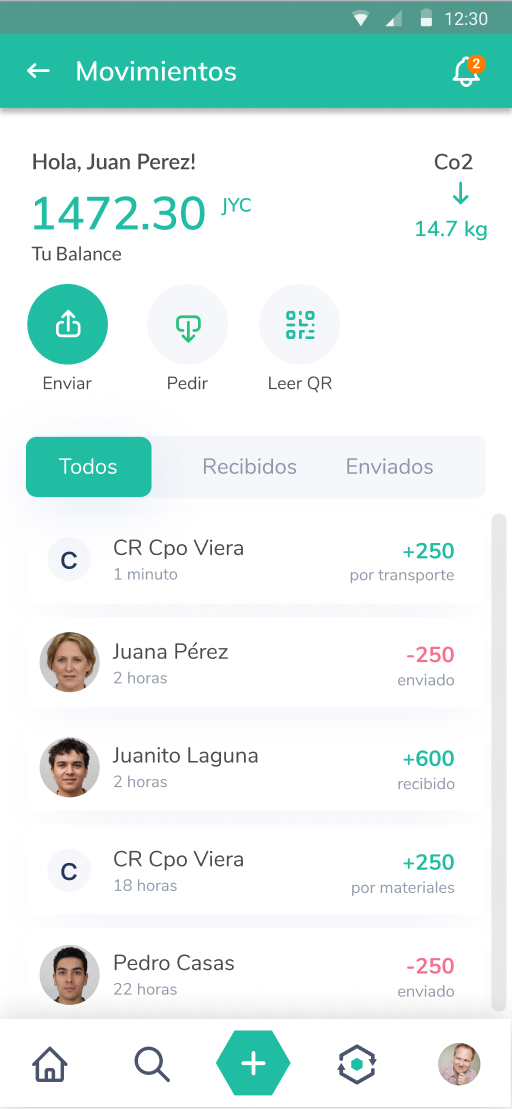 12:30
Movimientos
2
Hola, Juan Perez!
Co2
1472.30 JYC
14.7 kg
Tu Balance
Enviar
Pedir
Leer QR
Todos
Recibidos
Enviados
C
CR Cpo Viera
+250
1 minuto
por transporte
Juana Pérez
-250
2 horas
enviado
Juanito Laguna
+600
2 horas
recibido
C
CR Cpo Viera
+250
18 horas
por materiales
Pedro Casas
-250
22 horas
enviado